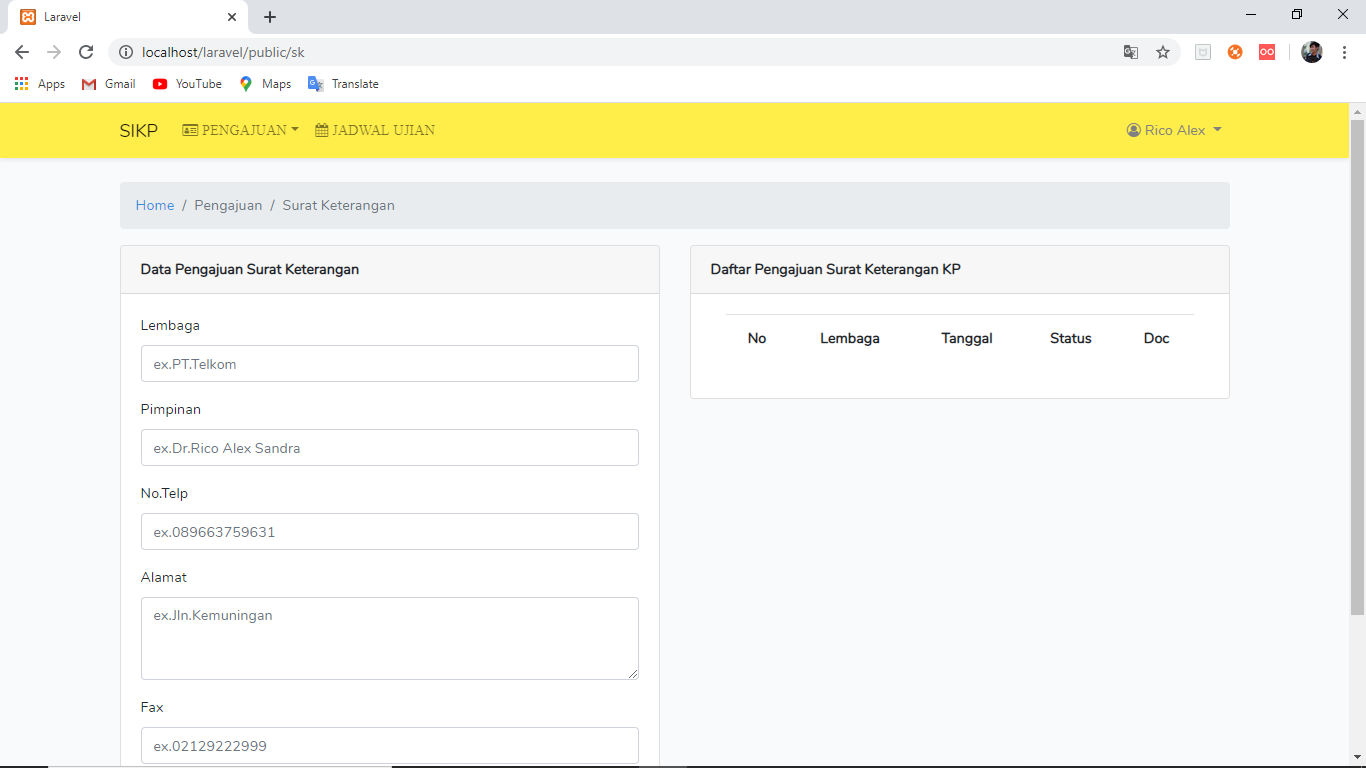 Laravel
localhost/laravel/public/sk
Apps Gmail YouTube Maps Translate
SIKP PENGAJUAN JADWAL UJIAN Rico Alex
Home / Pengajuan / Surat Keterangan
Data Pengajuan Surat Keterangan
Lembaga
ex.PT.Telkom
Pimpinan
ex.Dr.Rico Alex Sandra
No.Telp
ex.089663759631
Alamat
ex.Jln.Kemuningan
Fax
ex.02129222999
Daftar Pengajuan Surat Keterangan KP
No Lembaga Tanggal Status Doc